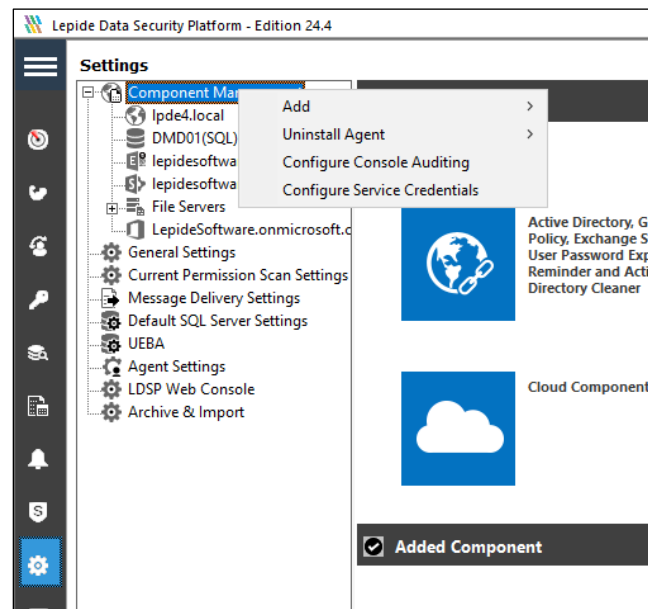 Lepide Data Security Platform - Edition 24.4
Settings
Component
Add
lpde4.local
Uninstall Agent
DMD01(SQL)
Configure Console Auditing
Configure Service Credentials
File Servers
LepideSoftware.onmicrosoft.c
General Settings
Current Permission Scan Settings
Message Delivery Settings
Default SQL Server Settings
UEBA
Agent Settings
LDSP Web Console
Archive & Import
Active Directory, G
Policy, Exchange S
User Password Exp
Reminder and Acti
Directory Cleaner
Cloud Component
Added Component